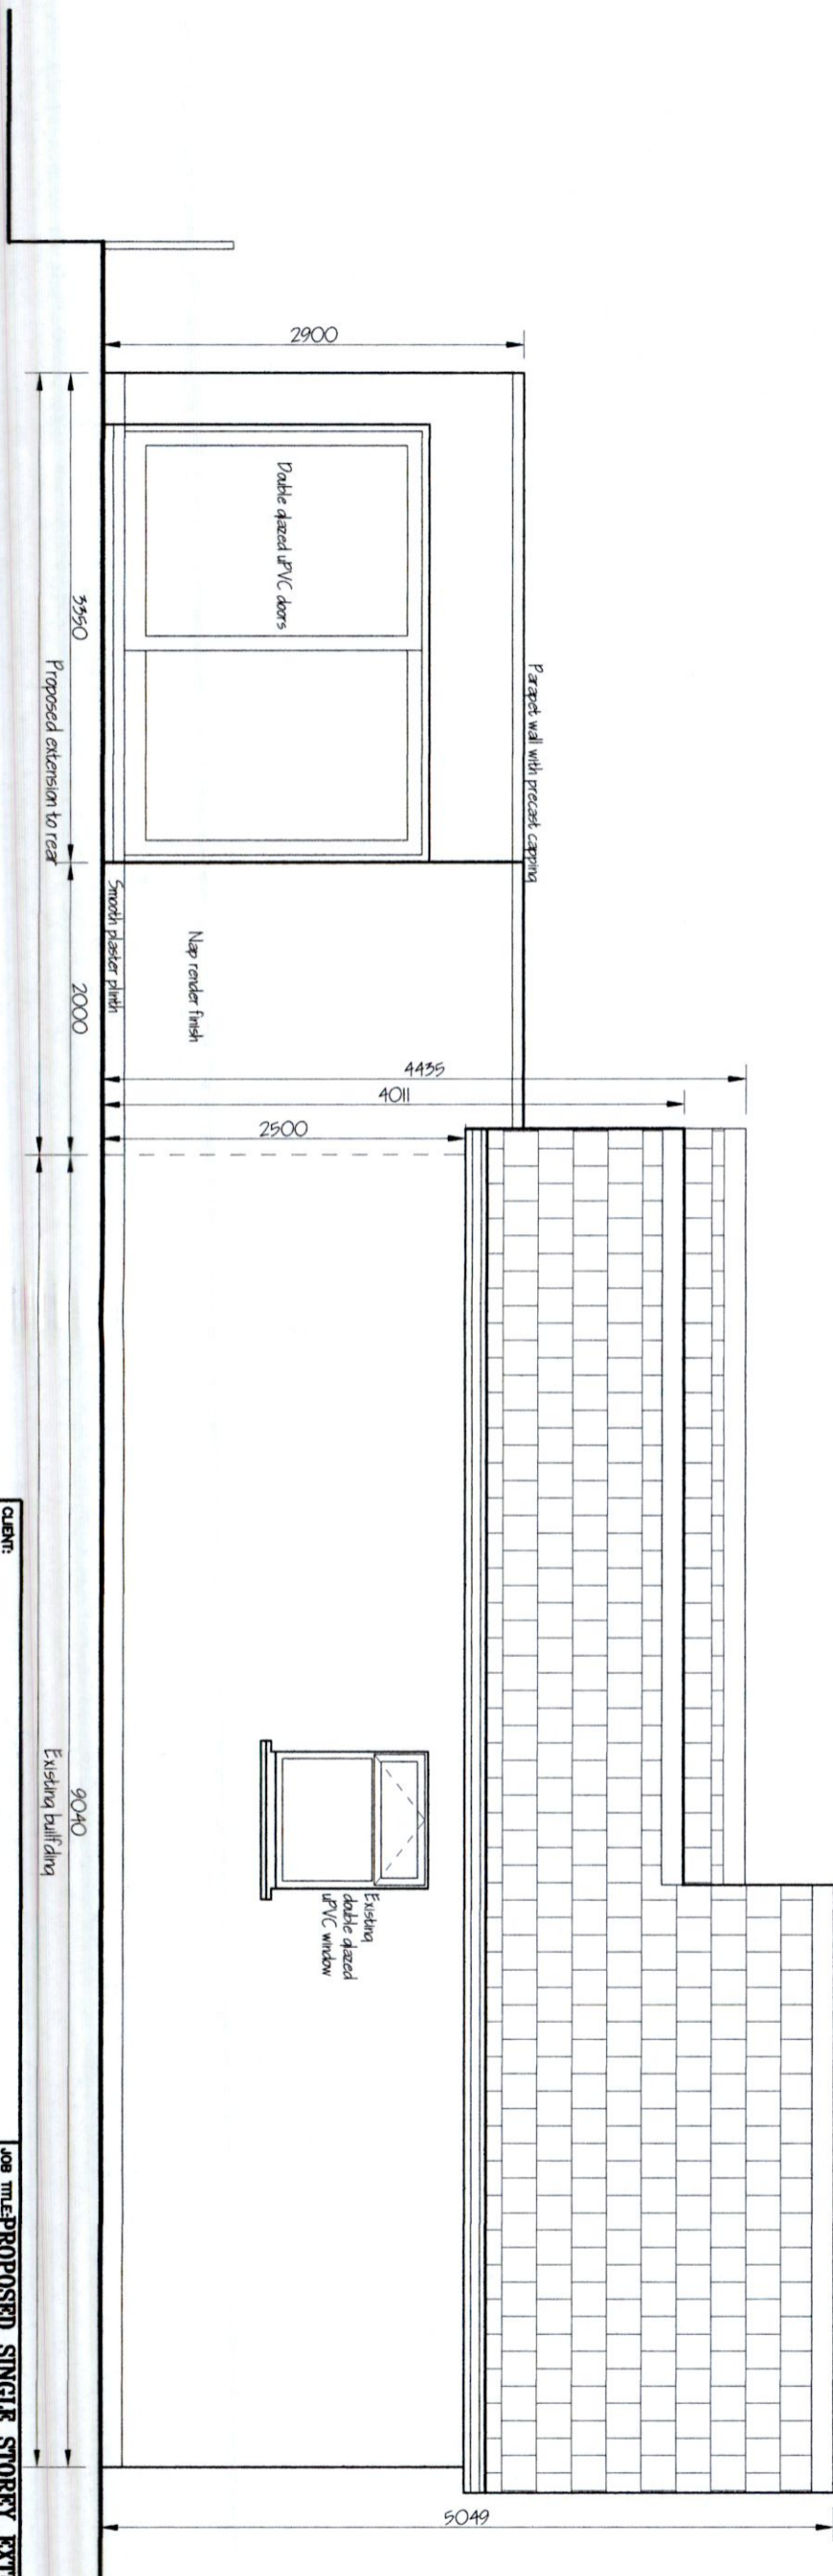 2900
Double glazed uPVC doors
Parapet wall with precast capping
Nap render finish
Smooth plaster plinth
4435
4011
2500
Existing
double glazed
uPVC window
5049
3350
2000
9040
Proposed extension to rear
Existing builfding
CLIENT:
JOB TITLE:PROPOSED SINGLE STOREY EXT